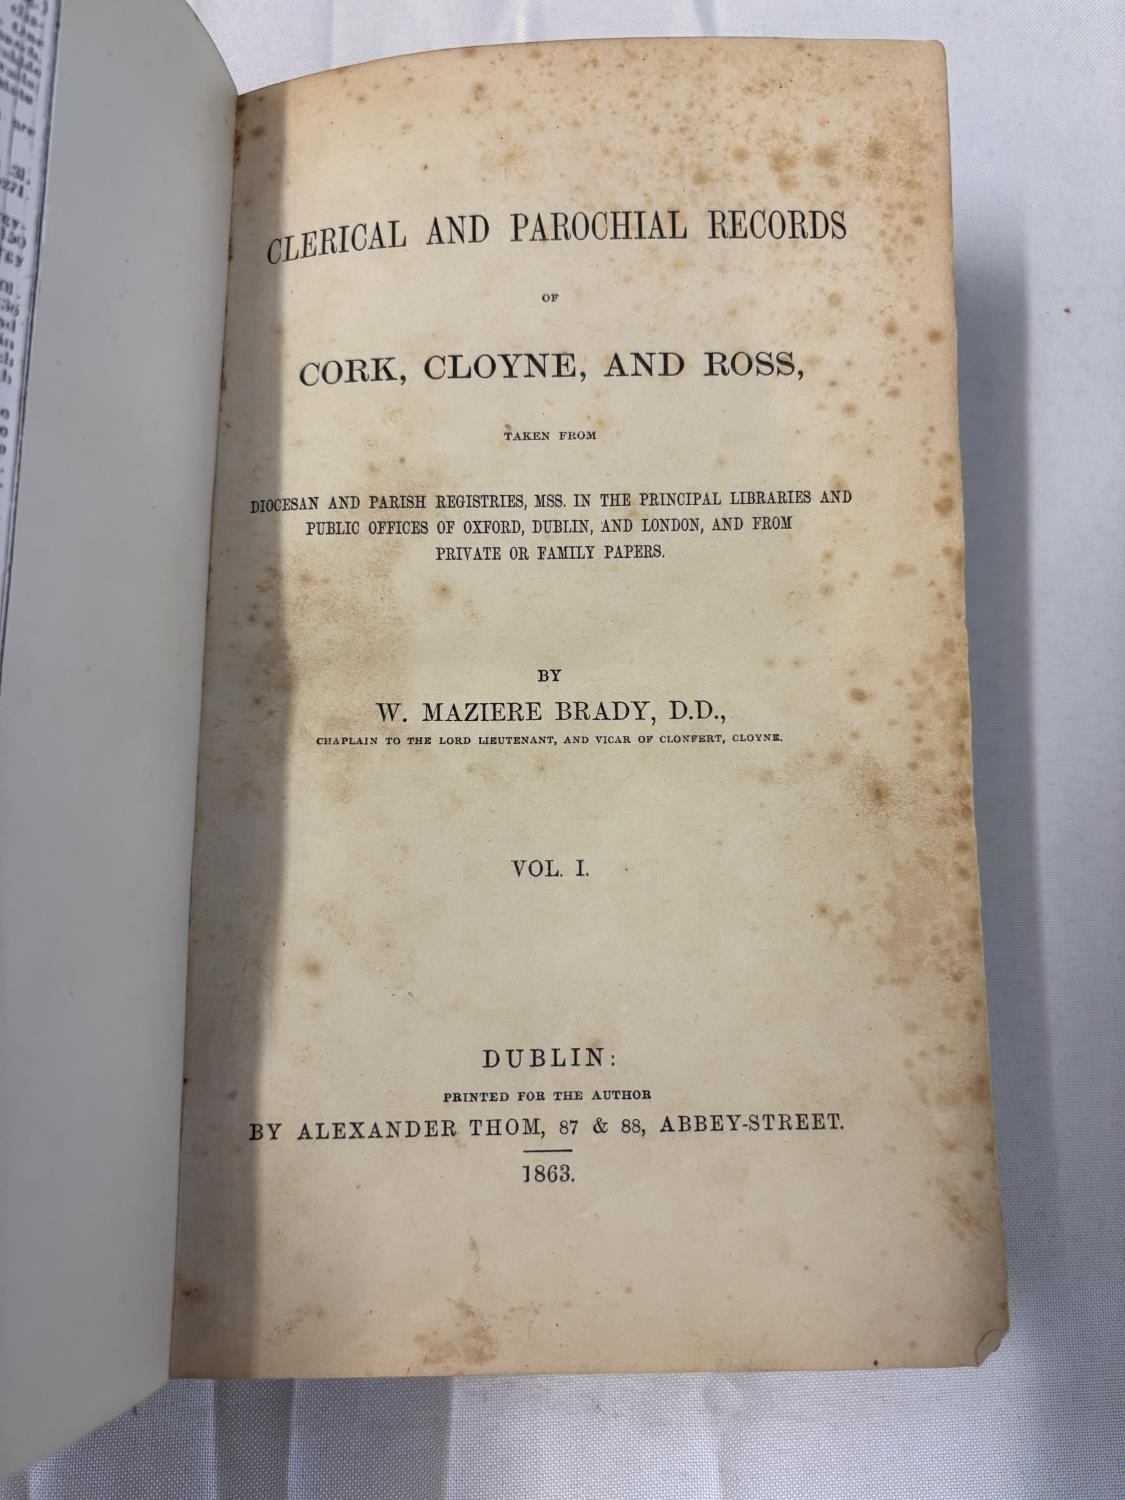 CLERICAL AND PAROCHIAL RECORDS
OF
CORK, CLOYNE, AND ROSS,
TAKEN FROM
DIOCESAN AND PARISH REGISTRIES, MSS. IN THE PRINCIPAL LIBRARIES AND
PUBLIC OFFICES OF OXFORD, DUBLIN, AND LONDON, AND FROM
PRIVATE OR FAMILY PAPERS.
BY
W. MAZIERE BRADY, D.D.,
CHAPLAIN TO THE LORD LIEUTENANT, AND VICAR OF CLONFERT, CLOYNE.
VOL. I.
DUBLIN:
PRINTED FOR THE AUTHOR
BY ALEXANDER THOM, 87 & 88, ABBEY-STREET.
1863.